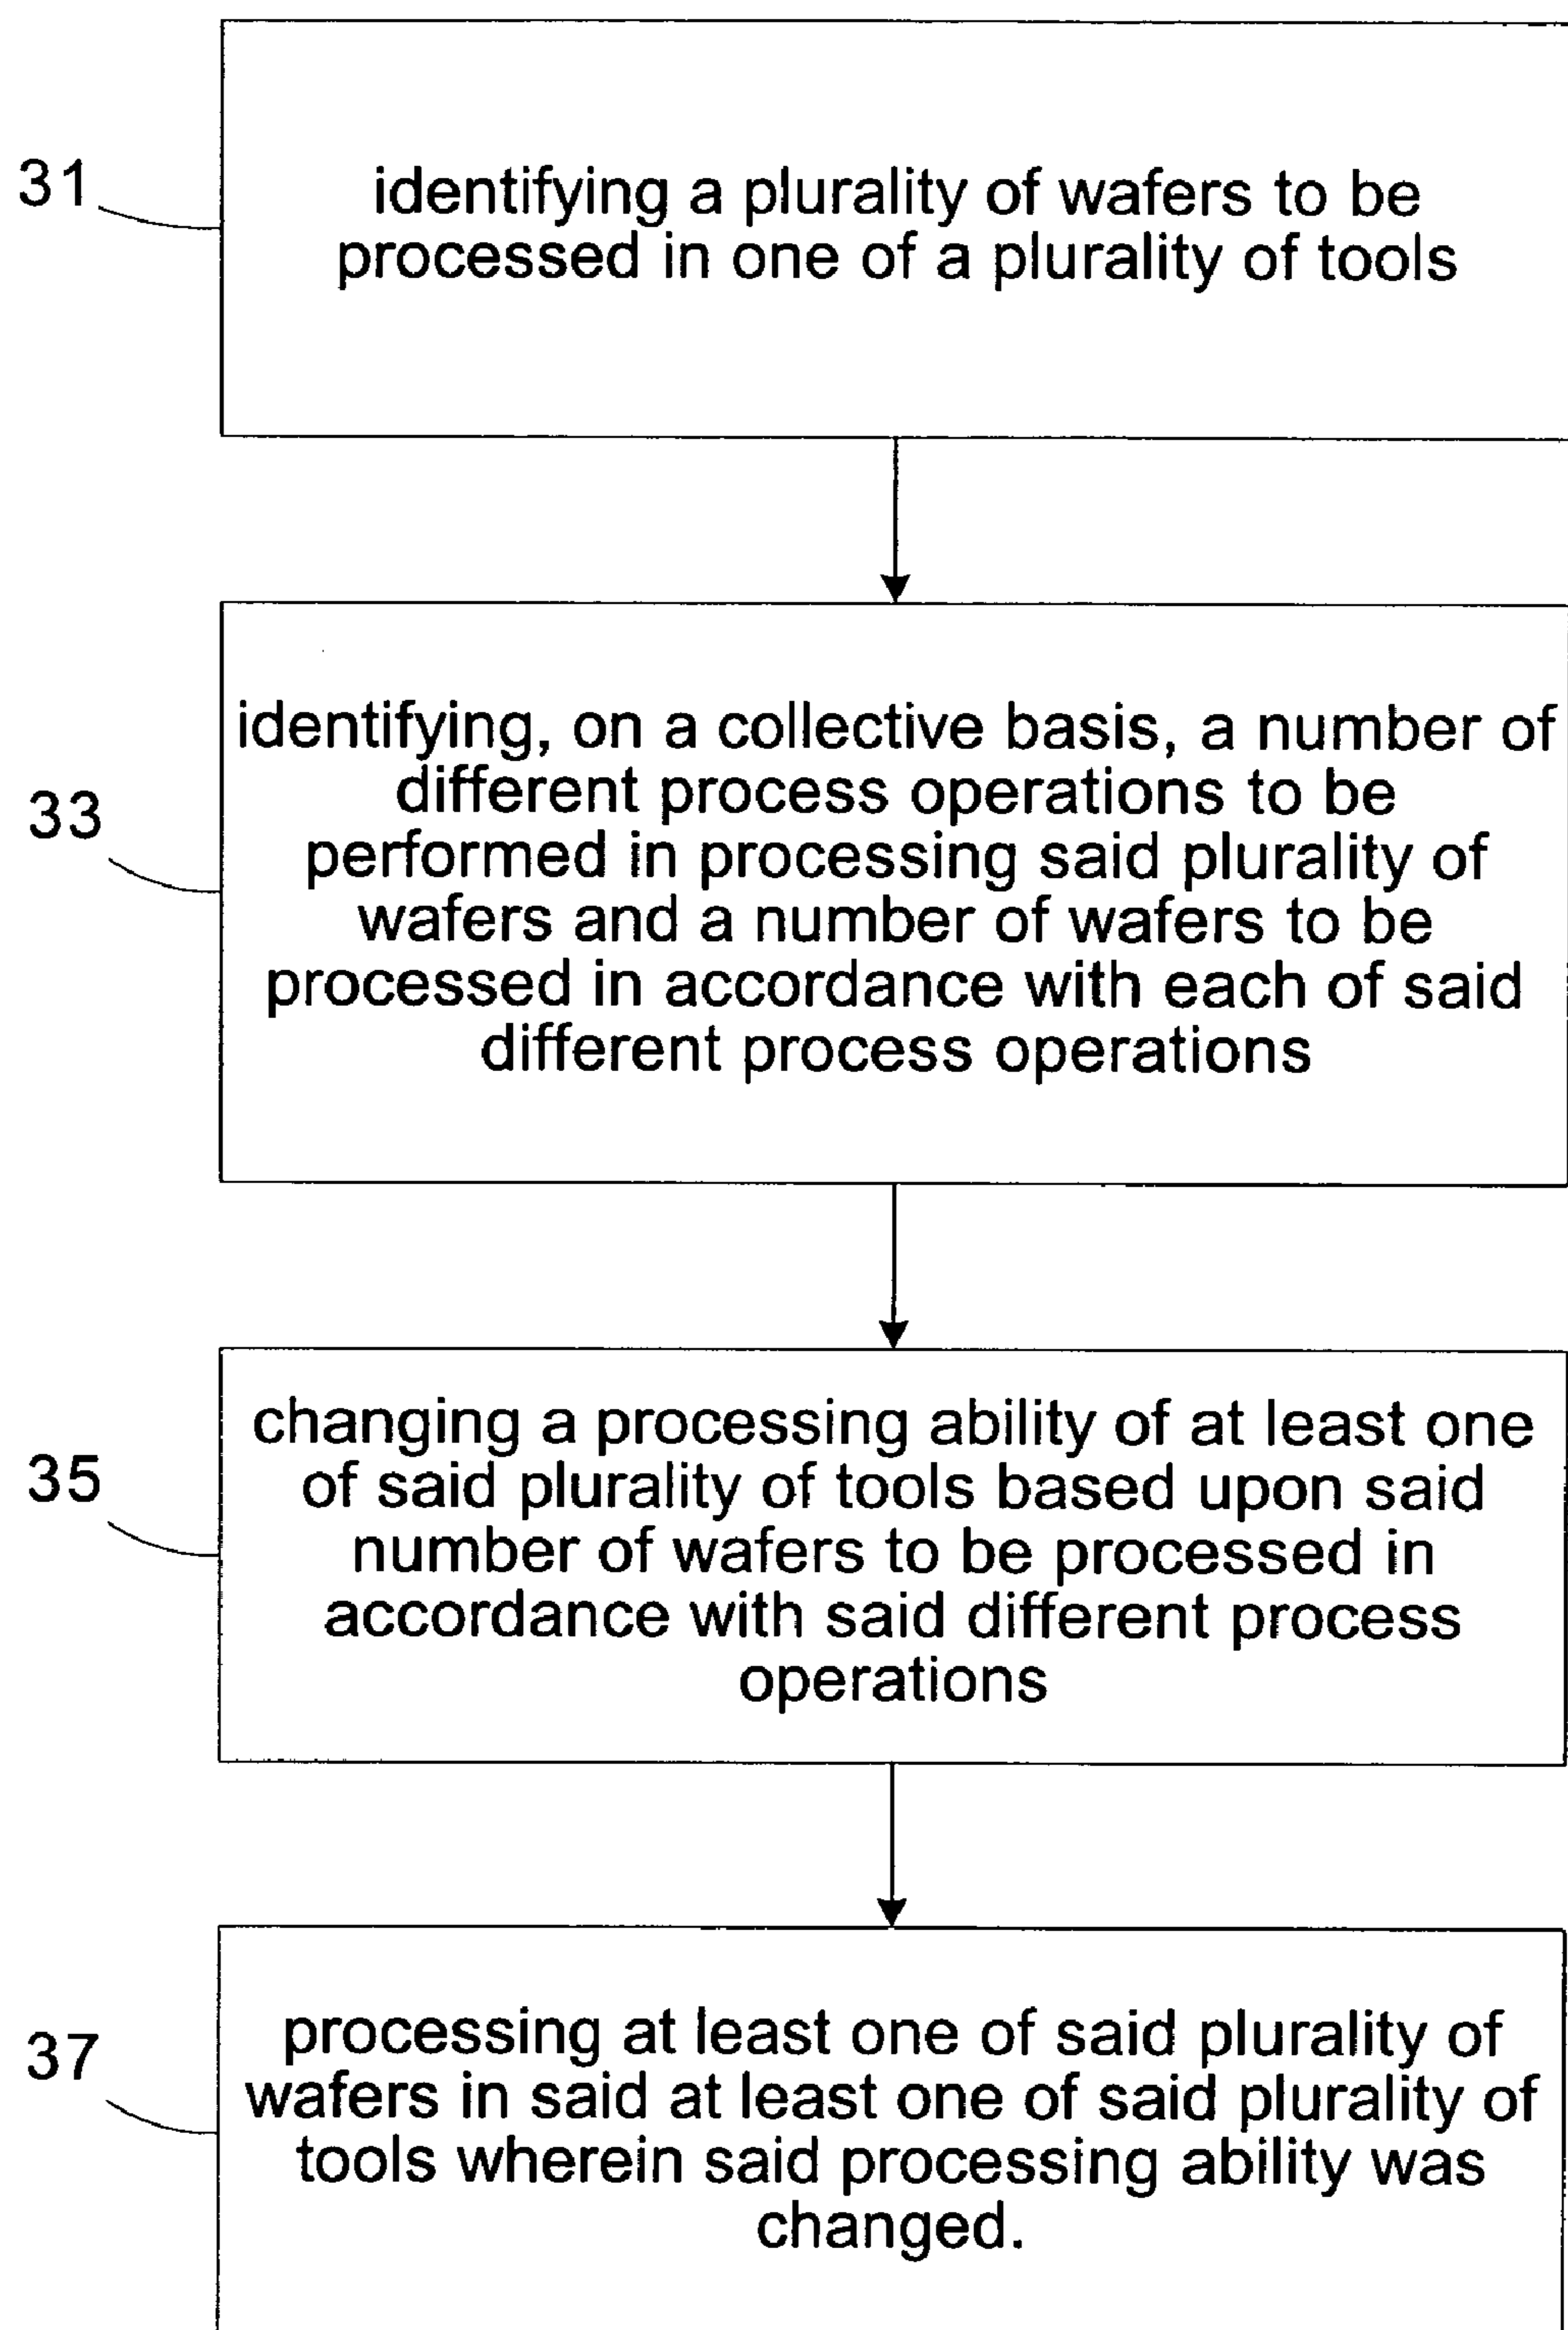 31
identifying a plurality of wafers to be
processed in one of a plurality of tools
33
identifying, on a collective basis, a number of
different process operations to be
performed in processing said plurality of
wafers and a number of wafers to be
processed in accordance with each of said
different process operations
35
changing a processing ability of at least one
of said plurality of tools based upon said
number of wafers to be processed in
accordance with said different process
operations
37
processing at least one of said plurality of
wafers in said at least one of said plurality of
tools wherein said processing ability was
changed.